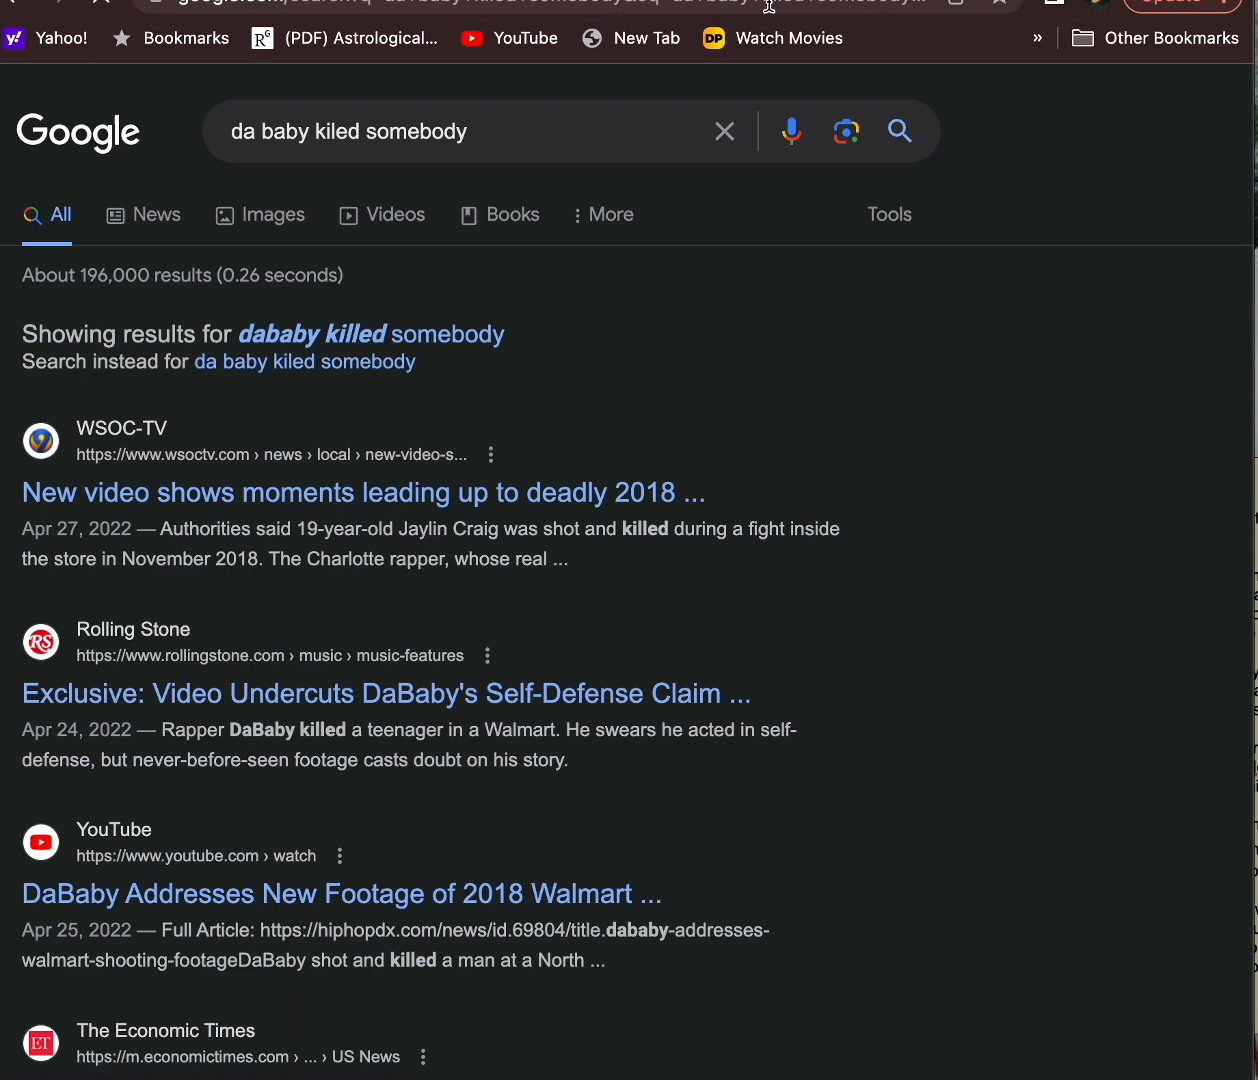 Yahoo! Bookmarks (PDF) Astrological... YouTube New Tab Watch Movies » Other Bookmarks
Google da baby kiled somebody
All News Images Videos Books More Tools
About 196,000 results (0.26 seconds)
Showing results for dababy killed somebody
Search instead for da baby kiled somebody
WSOC-TV
https://www.wsoctv.com › news › local › new-video-s...
New video shows moments leading up to deadly 2018 ...
Apr 27, 2022 — Authorities said 19-year-old Jaylin Craig was shot and killed during a fight inside
the store in November 2018. The Charlotte rapper, whose real ...
Rolling Stone
https://www.rollingstone.com › music › music-features
Exclusive: Video Undercuts DaBaby's Self-Defense Claim ...
Apr 24, 2022 — Rapper DaBaby killed a teenager in a Walmart. He swears he acted in self-
defense, but never-before-seen footage casts doubt on his story.
YouTube
https://www.youtube.com › watch
DaBaby Addresses New Footage of 2018 Walmart ...
Apr 25, 2022 — Full Article: https://hiphopdx.com/news/id.69804/title.dababy-addresses-
walmart-shooting-footageDaBaby shot and killed a man at a North ...
The Economic Times
https://m.economictimes.com › ... › US News